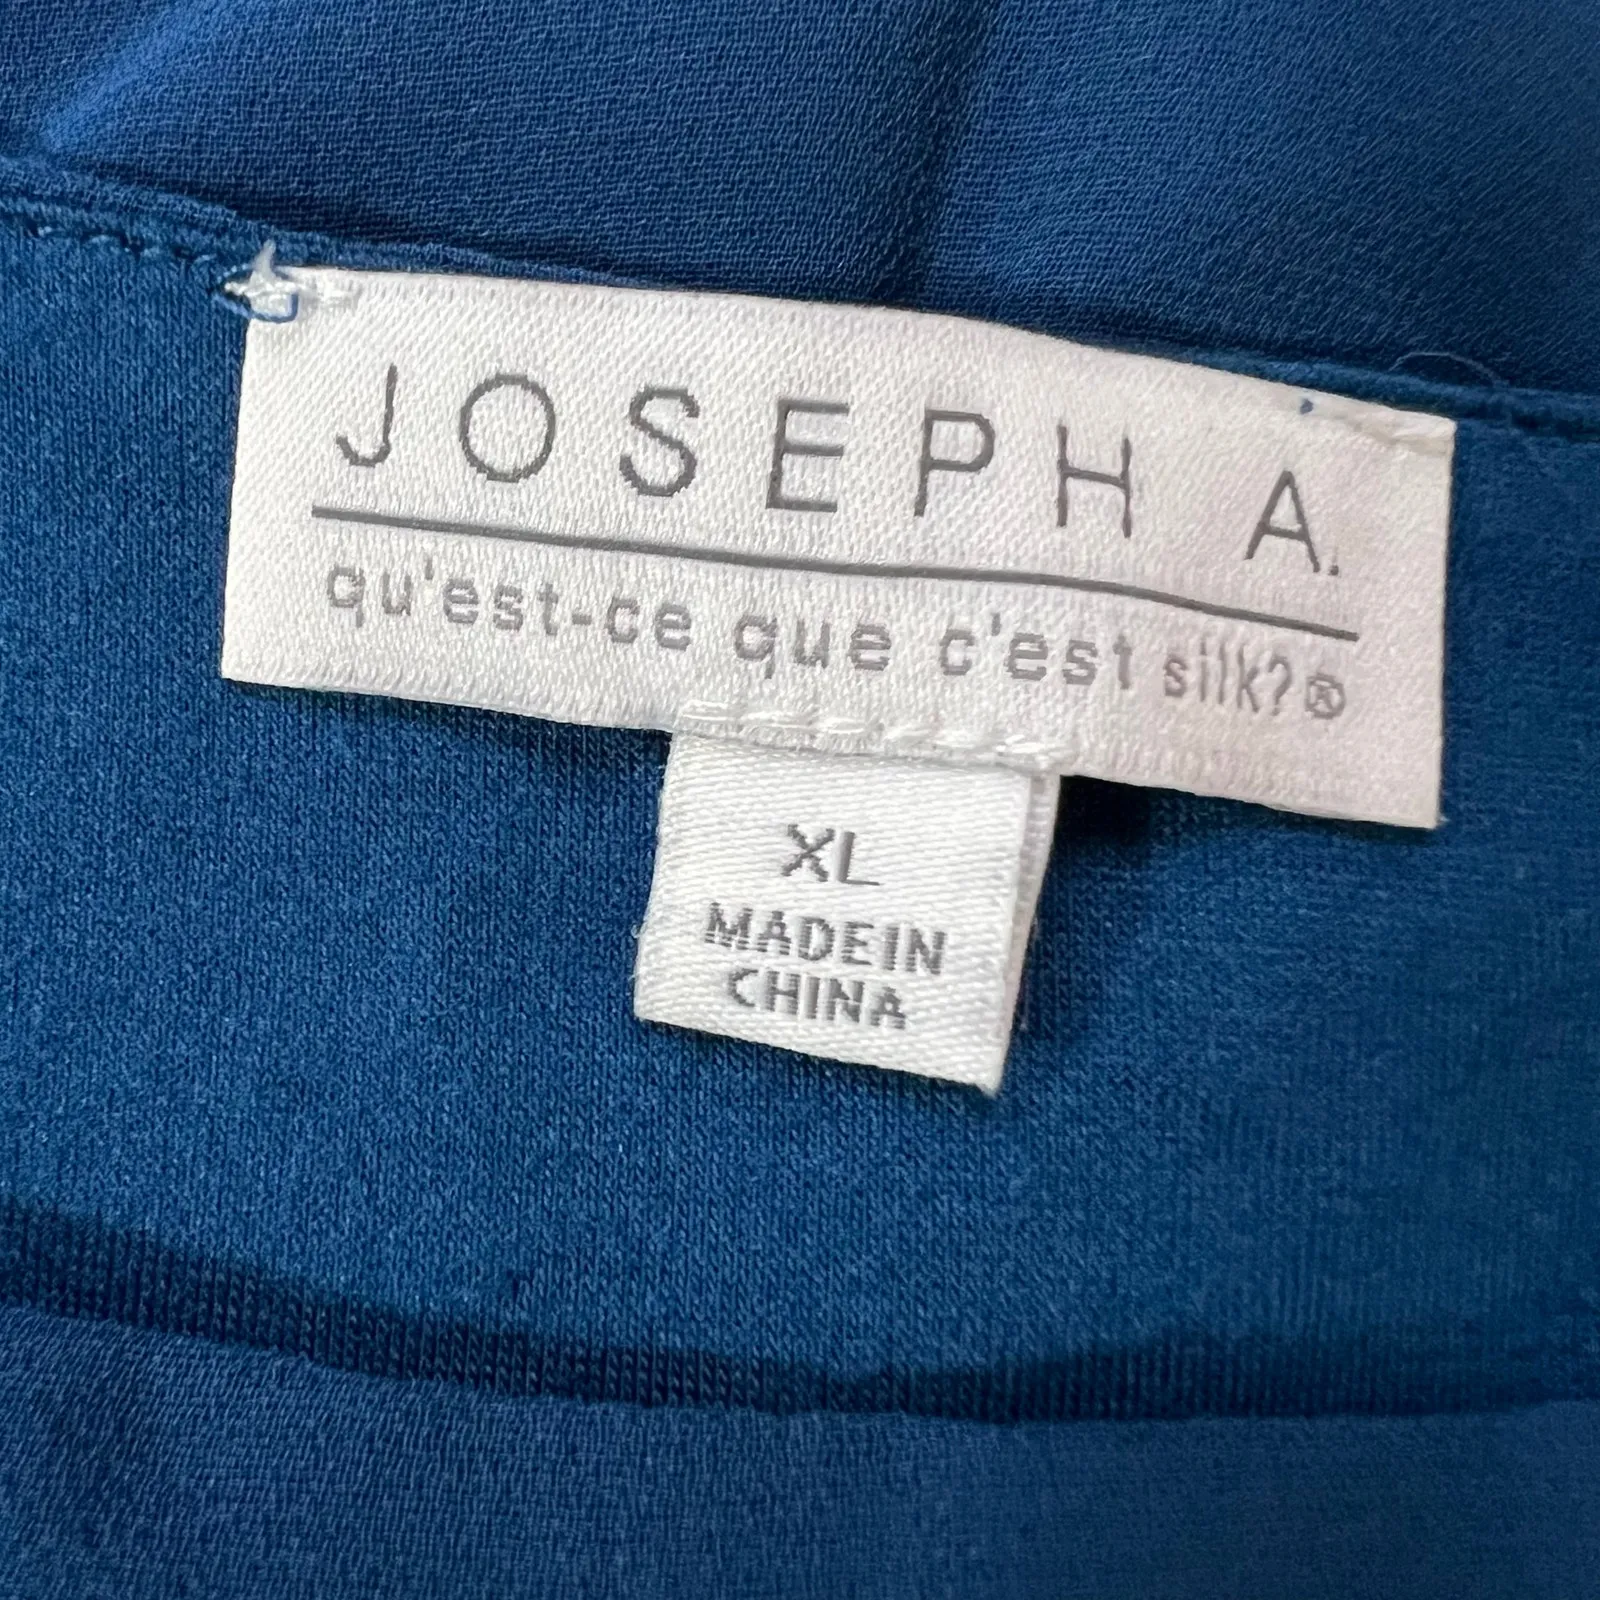 JOSEPH A.
qu'est-ce que c'est silk?®
XL
MADE IN
CHINA